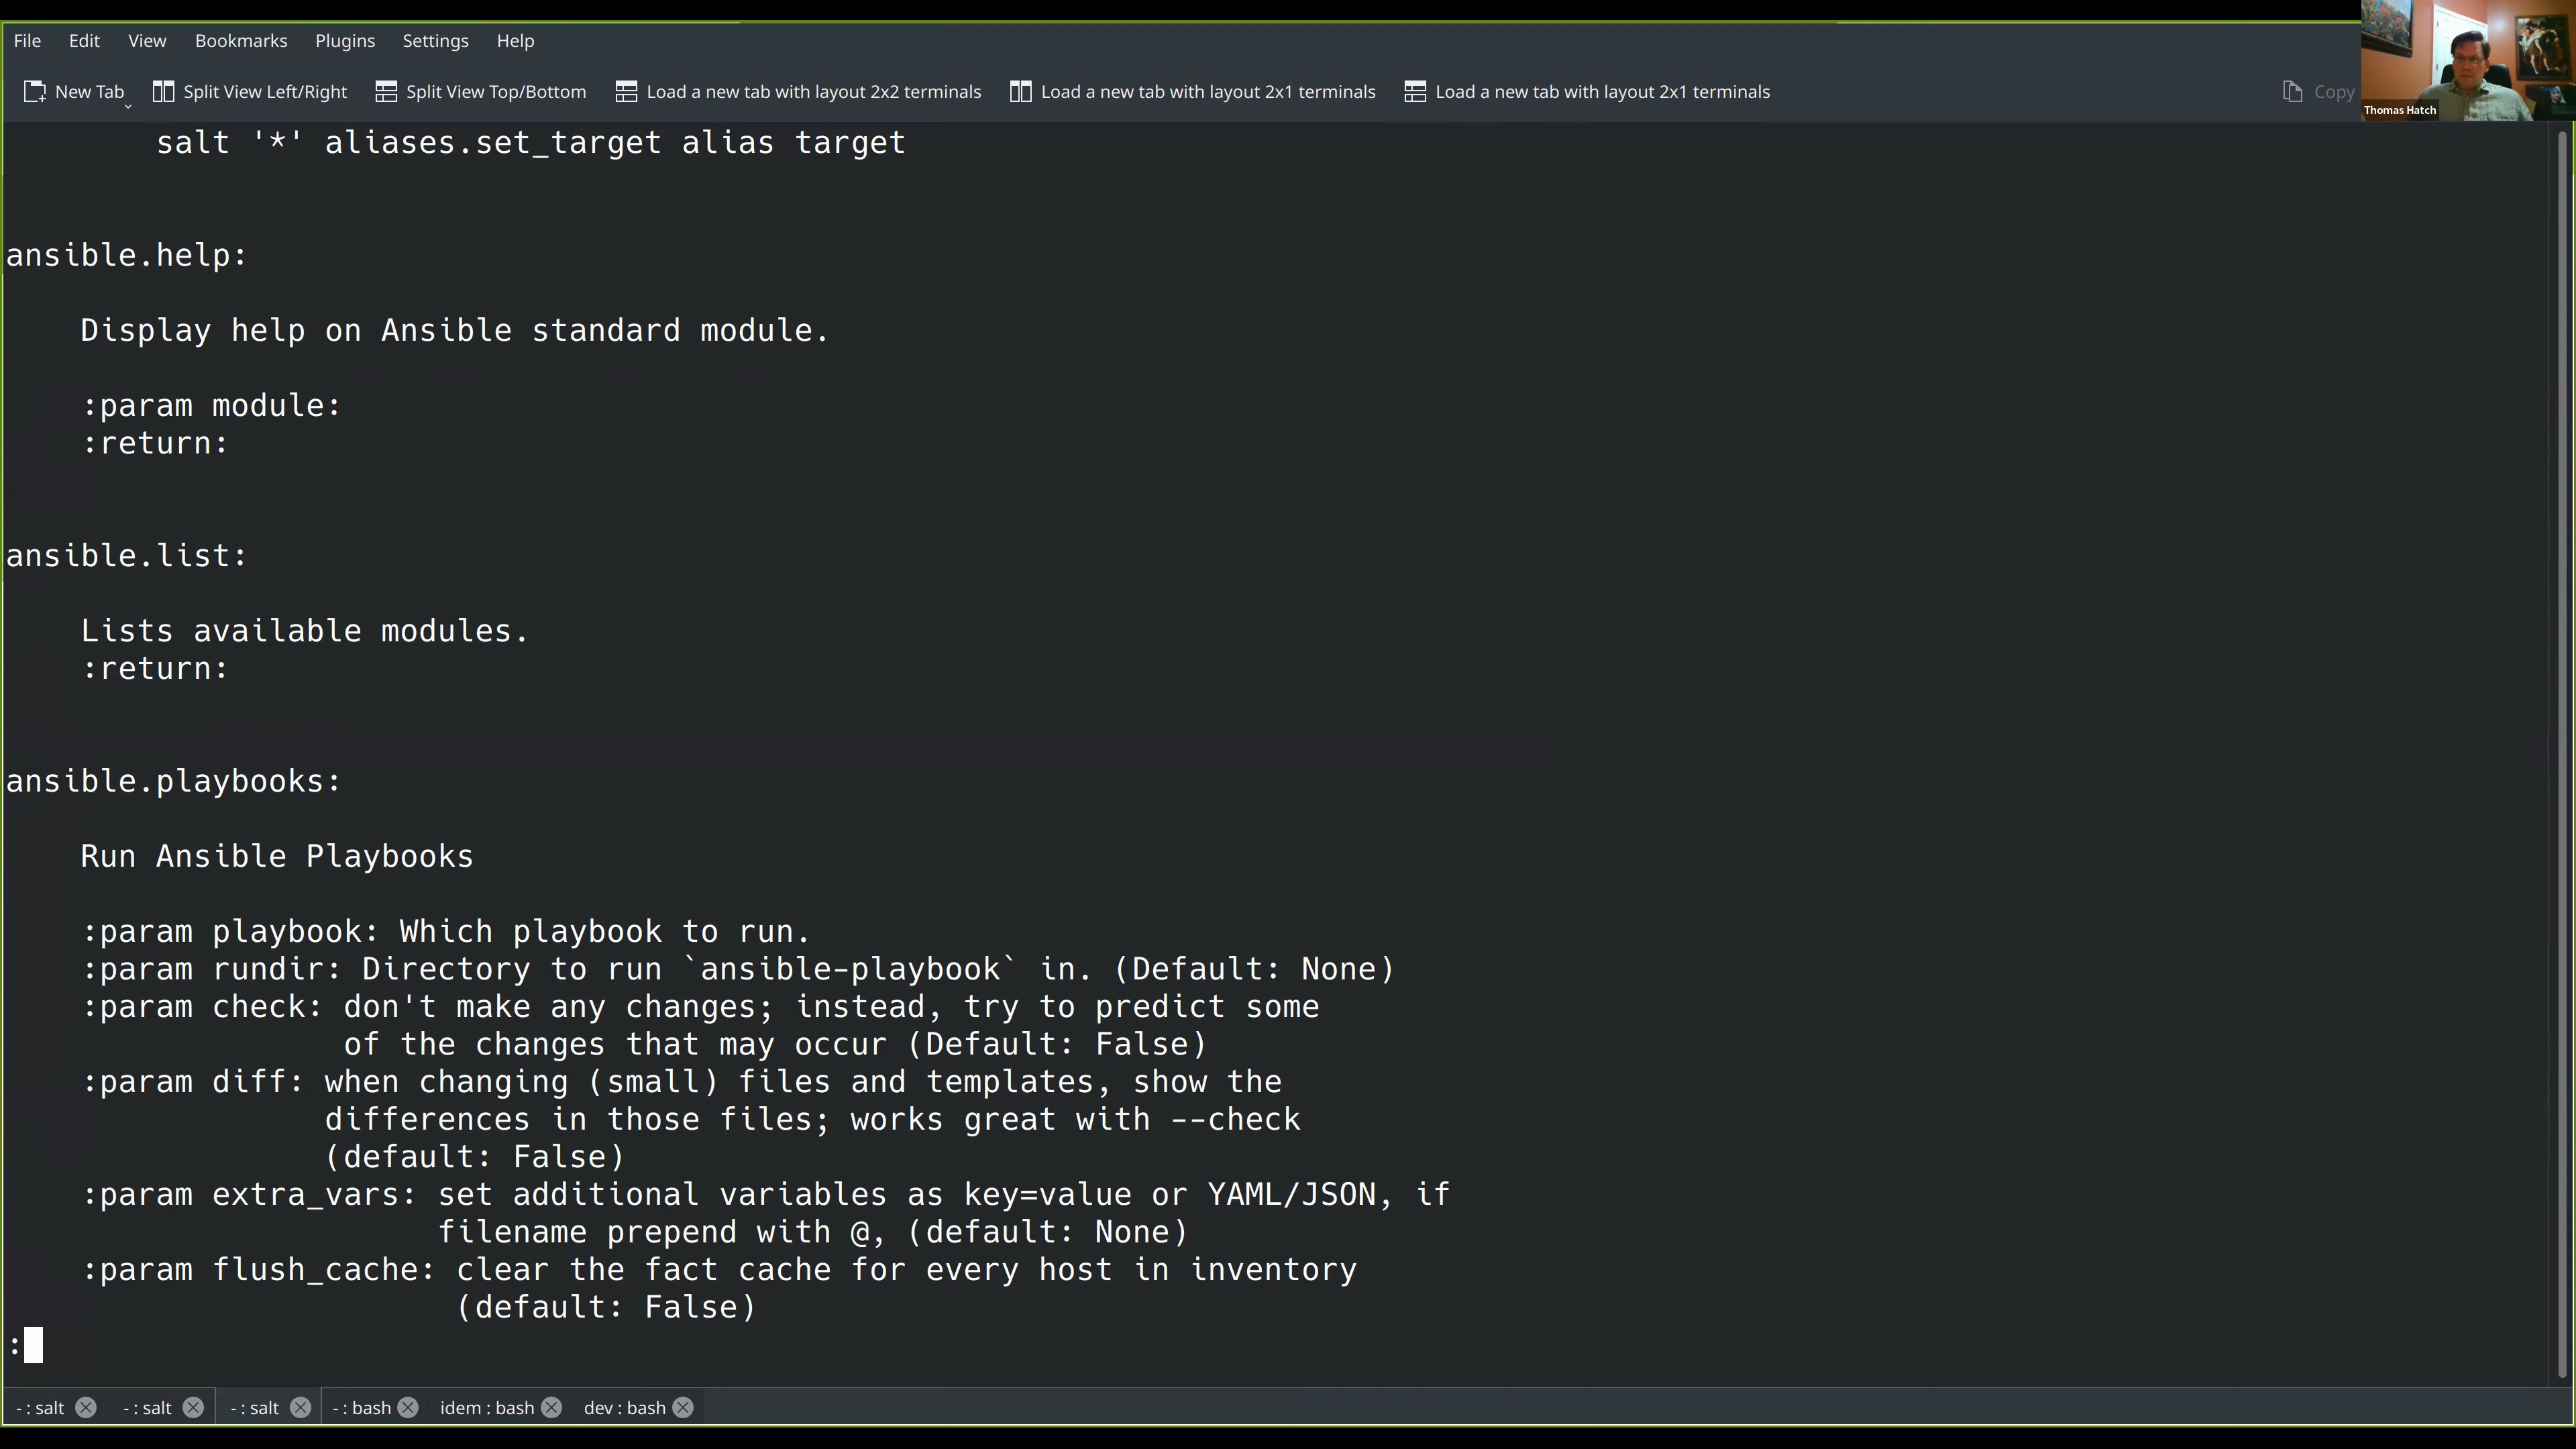 File Edit View Bookmarks Plugins Settings Help
New Tab Split View Left/Right Split View Top/Bottom Load a new tab with layout 2x2 terminals Load a new tab with layout 2x1 terminals Load a new tab with layout 2x1 terminals Copy
Thomas Hatch
salt '*' aliases.set_target alias target
ansible.help:
Display help on Ansible standard module.
:param module:
:return:
ansible.list:
Lists available modules.
:return:
ansible.playbooks:
Run Ansible Playbooks
:param playbook: Which playbook to run.
:param rundir: Directory to run `ansible-playbook` in. (Default: None)
:param check: don't make any changes; instead, try to predict some
of the changes that may occur (Default: False)
:param diff: when changing (small) files and templates, show the
differences in those files; works great with --check
(default: False)
:param extra_vars: set additional variables as key=value or YAML/JSON, if
filename prepend with @, (default: None)
:param flush_cache: clear the fact cache for every host in inventory
(default: False)
:
- : salt - : salt - : salt - : bash idem : bash dev : bash